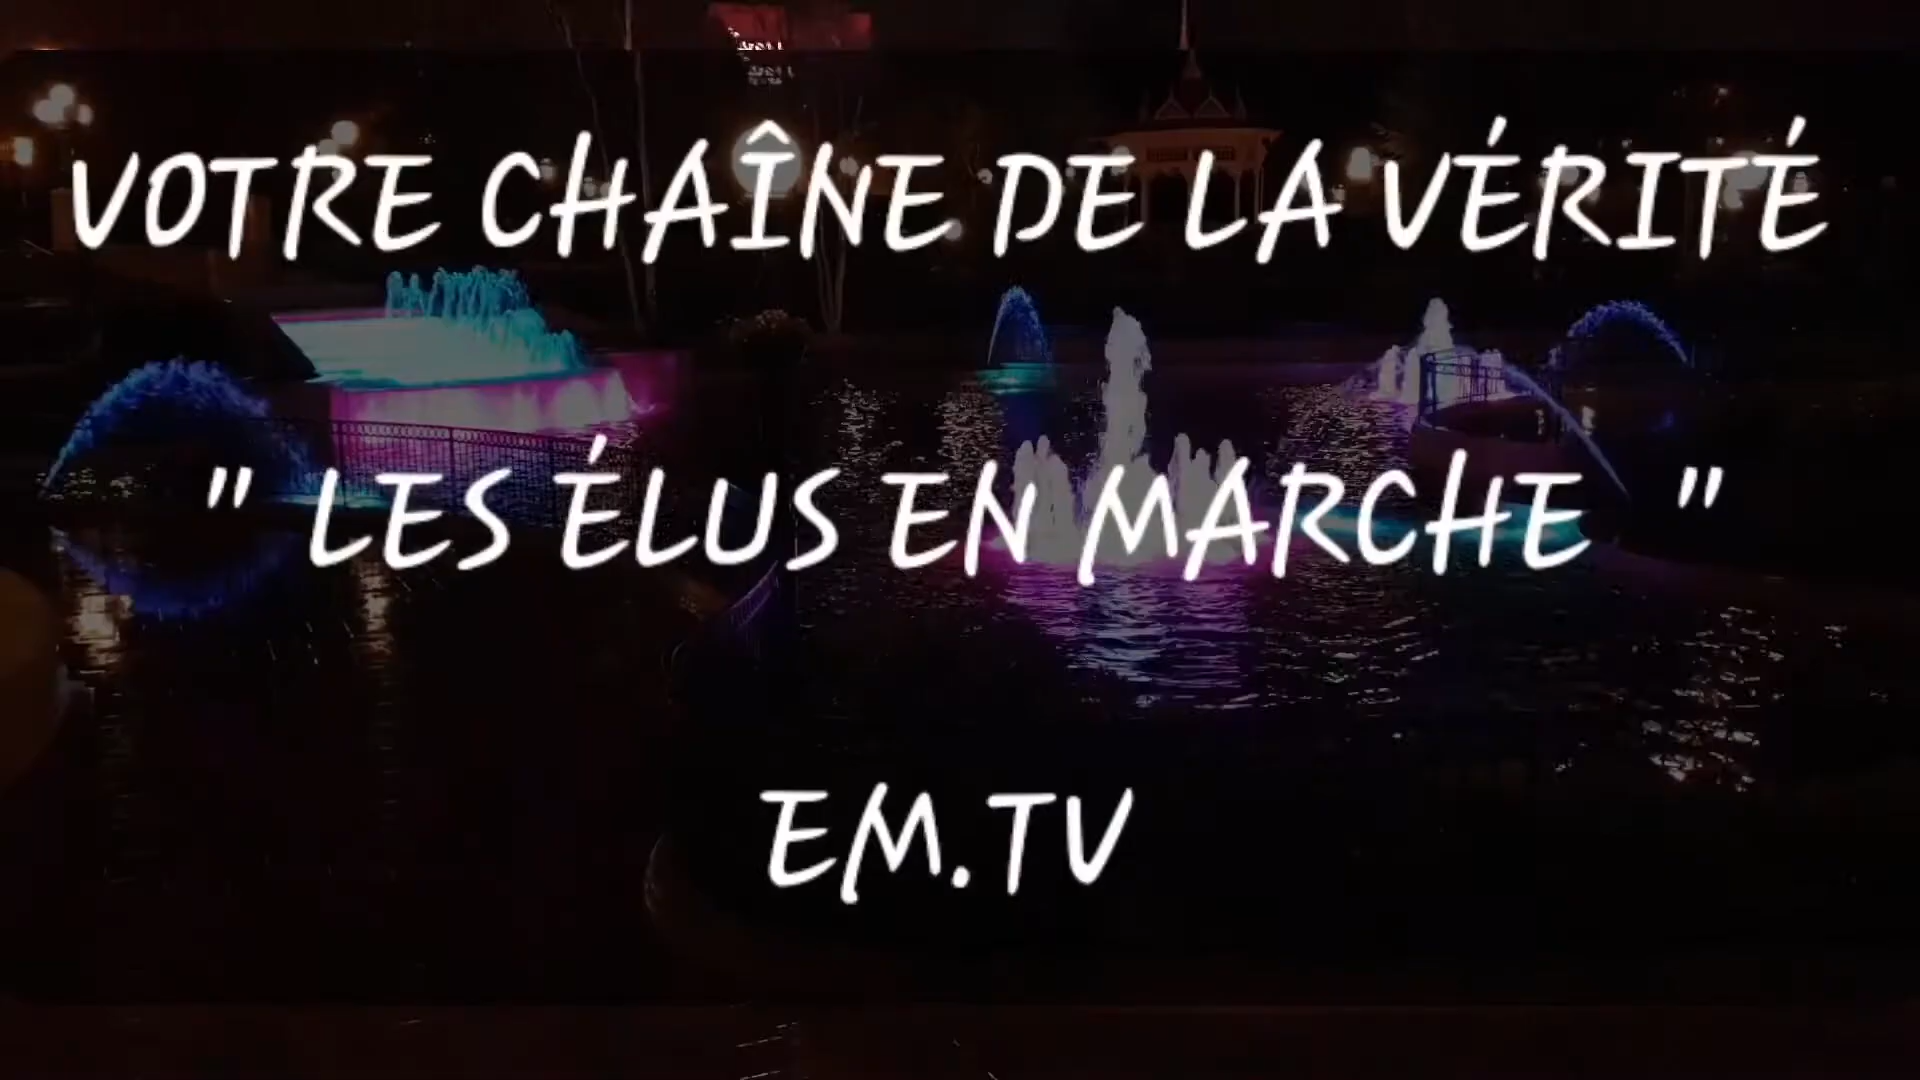 VOTRE CHAÎNE DE LA VÉRITÉ
" LES ÉLUS EN MARCHE "
EM.TV